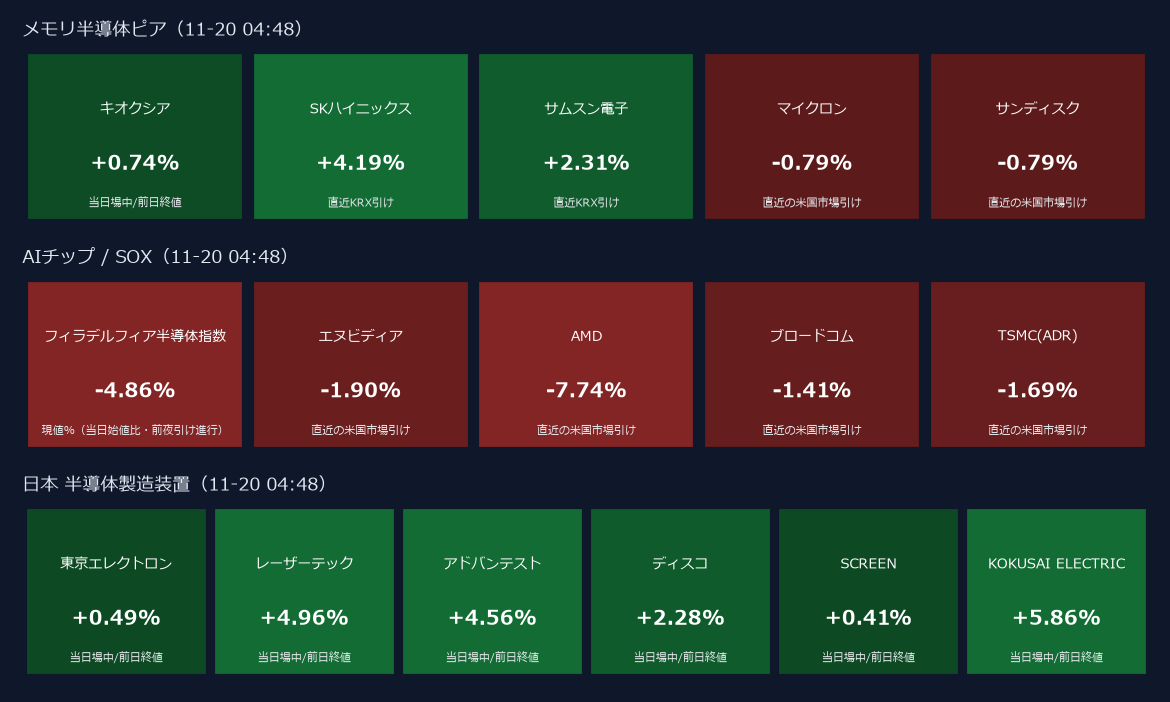 メモリ半導体ピア（11-20 04:48）
キオクシア
+0.74%
当日場中/前日終値
SKハイニックス
+4.19%
直近KRX引け
サムスン電子
+2.31%
直近KRX引け
マイクロン
-0.79%
直近の米国市場引け
サンディスク
-0.79%
直近の米国市場引け
AIチップ / SOX（11-20 04:48）
フィラデルフィア半導体指数
-4.86%
現値%（当日始値比・前夜引け進行）
エヌビディア
-1.90%
直近の米国市場引け
AMD
-7.74%
直近の米国市場引け
ブロードコム
-1.41%
直近の米国市場引け
TSMC(ADR)
-1.69%
直近の米国市場引け
日本 半導体製造装置（11-20 04:48）
東京エレクトロン
+0.49%
当日場中/前日終値
レーザーテック
+4.96%
当日場中/前日終値
アドバンテスト
+4.56%
当日場中/前日終値
ディスコ
+2.28%
当日場中/前日終値
SCREEN
+0.41%
当日場中/前日終値
KOKUSAI ELECTRIC
+5.86%
当日場中/前日終値